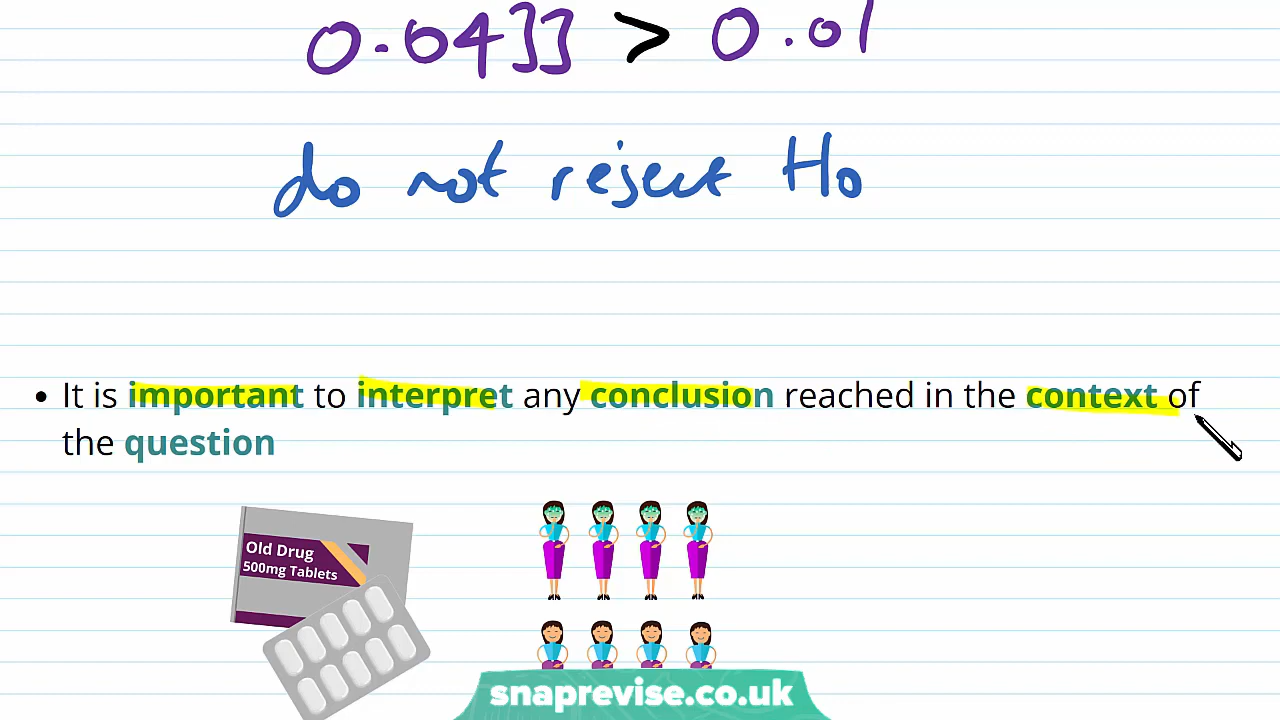 0.0433 > 0.01
do not reject H₀
• It is important to interpret any conclusion reached in the context of
the question
Old Drug
500mg Tablets
snaprevise.co.uk